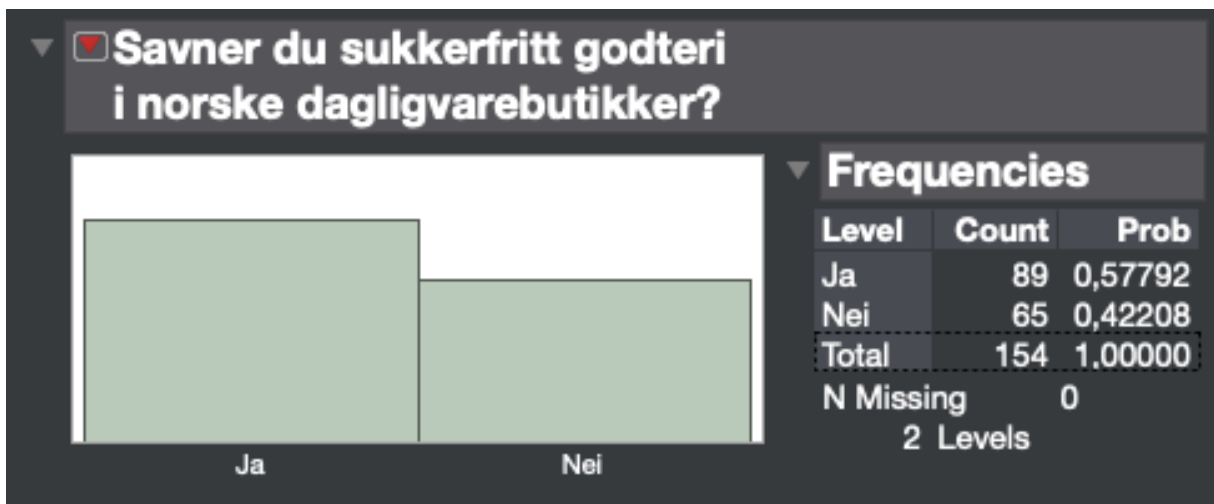 Savner du sukkerfritt godteri
i norske dagligvarebutikker?
Ja Nei
Frequencies
Level Count Prob
Ja 89 0,57792
Nei 65 0,42208
Total 154 1,00000
N Missing 0
2 Levels